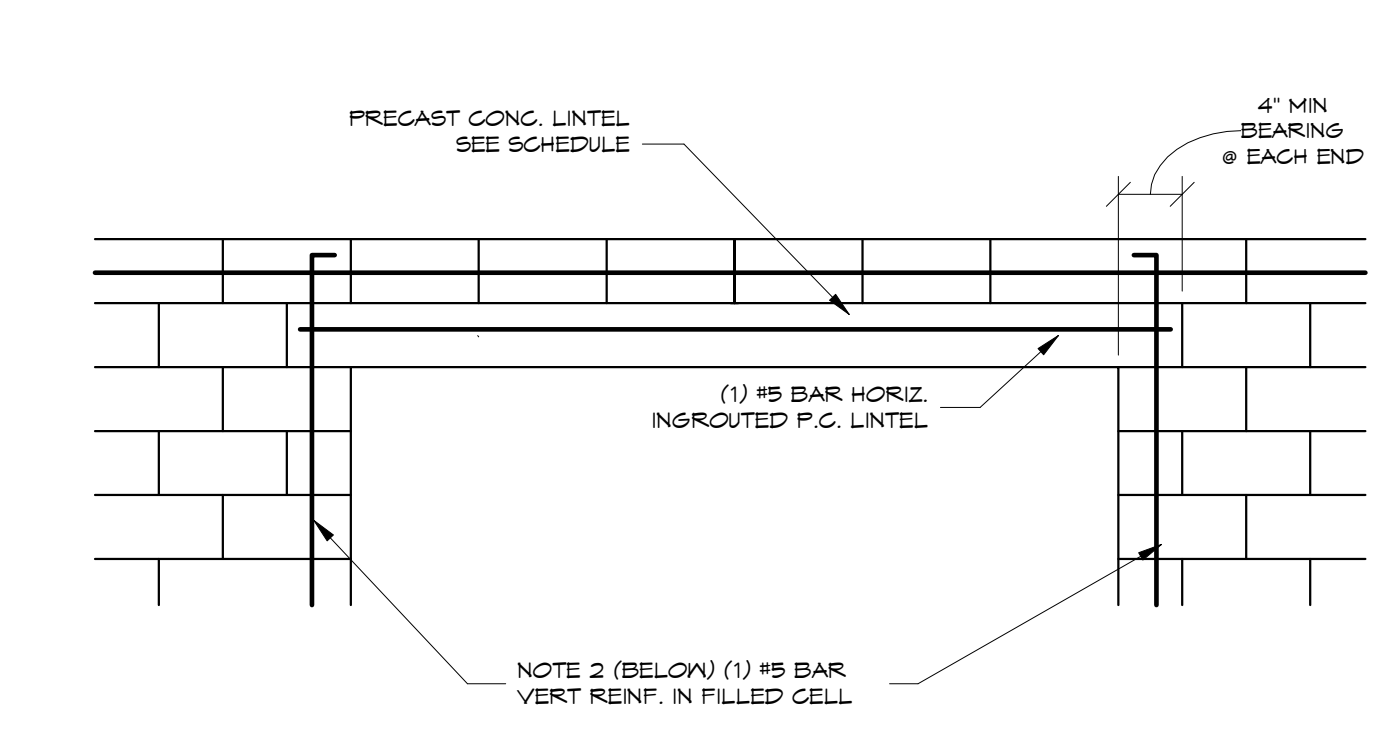 PRECAST CONC. LINTEL
SEE SCHEDULE
4" MIN
BEARING
@ EACH END
(1) #5 BAR HORIZ.
INGROUTED P.C. LINTEL
NOTE 2 (BELOW) (1) #5 BAR
VERT REINF. IN FILLED CELL